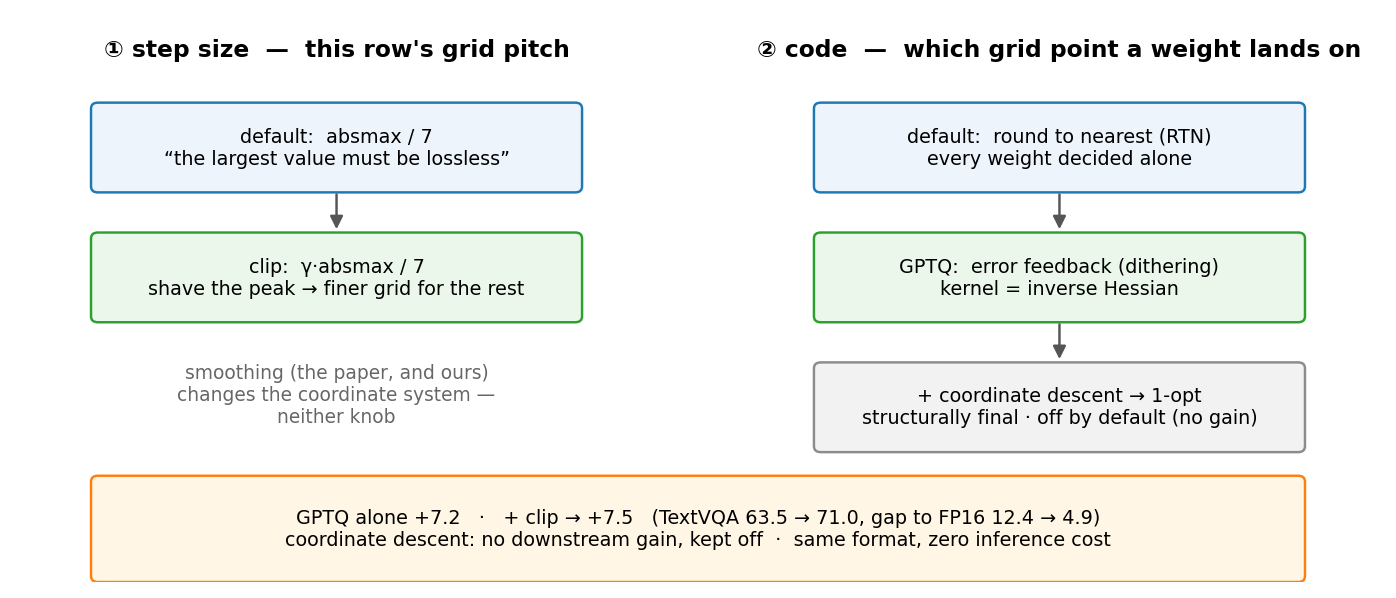 ① step size — this row's grid pitch
default: absmax / 7
“the largest value must be lossless”
clip: γ·absmax / 7
shave the peak → finer grid for the rest
smoothing (the paper, and ours)
changes the coordinate system —
neither knob
② code — which grid point a weight lands on
default: round to nearest (RTN)
every weight decided alone
GPTQ: error feedback (dithering)
kernel = inverse Hessian
+ coordinate descent → 1-opt
structurally final · off by default (no gain)
GPTQ alone +7.2 · + clip → +7.5 (TextVQA 63.5 → 71.0, gap to FP16 12.4 → 4.9)
coordinate descent: no downstream gain, kept off · same format, zero inference cost